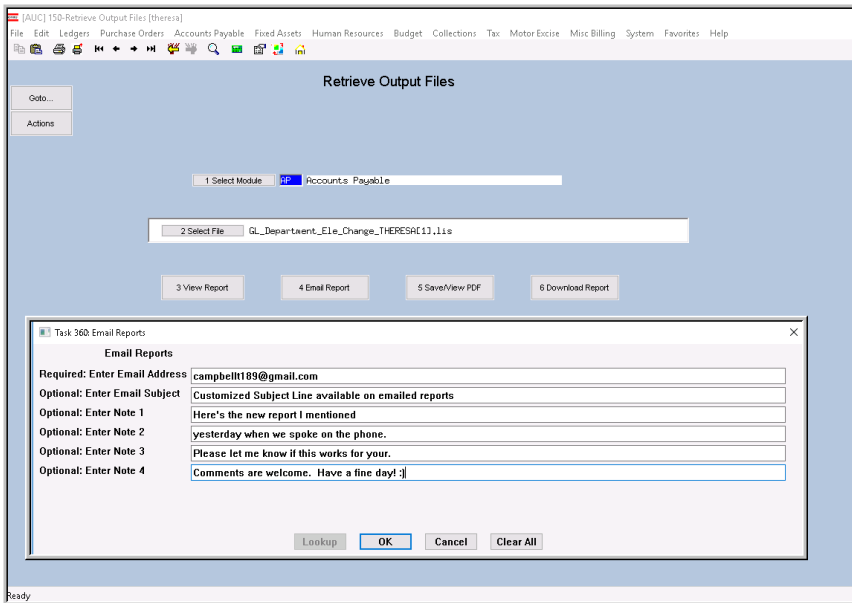 [AUC] 150-Retrieve Output Files [theresa]
File Edit Ledgers Purchase Orders Accounts Payable Fixed Assets Human Resources Budget Collections Tax Motor Excise Misc Billing System Favorites Help
Retrieve Output Files
Goto...
Actions
1 Select Module AP Accounts Payable
2 Select File GL_Department_Ele_Change_THERESA[1].lis
3 View Report 4 Email Report 5 Save/View PDF 6 Download Report
Task 360: Email Reports
Email Reports
Required: Enter Email Address campbellt189@gmail.com
Optional: Enter Email Subject Customized Subject Line available on emailed reports
Optional: Enter Note 1 Here's the new report I mentioned
Optional: Enter Note 2 yesterday when we spoke on the phone.
Optional: Enter Note 3 Please let me know if this works for your.
Optional: Enter Note 4 Comments are welcome. Have a fine day! :)
Lookup OK Cancel Clear All
Ready